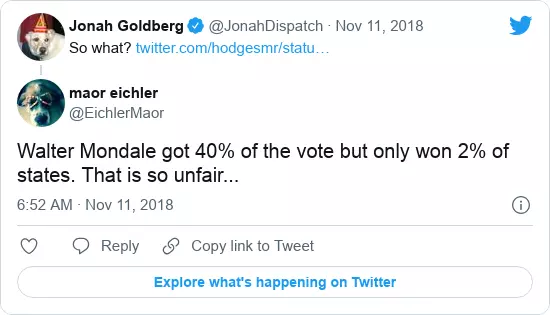 Jonah Goldberg @JonahDispatch · Nov 11, 2018
So what? twitter.com/hodgesmr/statu…
maor eichler
@EichlerMaor
Walter Mondale got 40% of the vote but only won 2% of
states. That is so unfair...
6:52 AM · Nov 11, 2018
Reply
Copy link to Tweet
Explore what's happening on Twitter